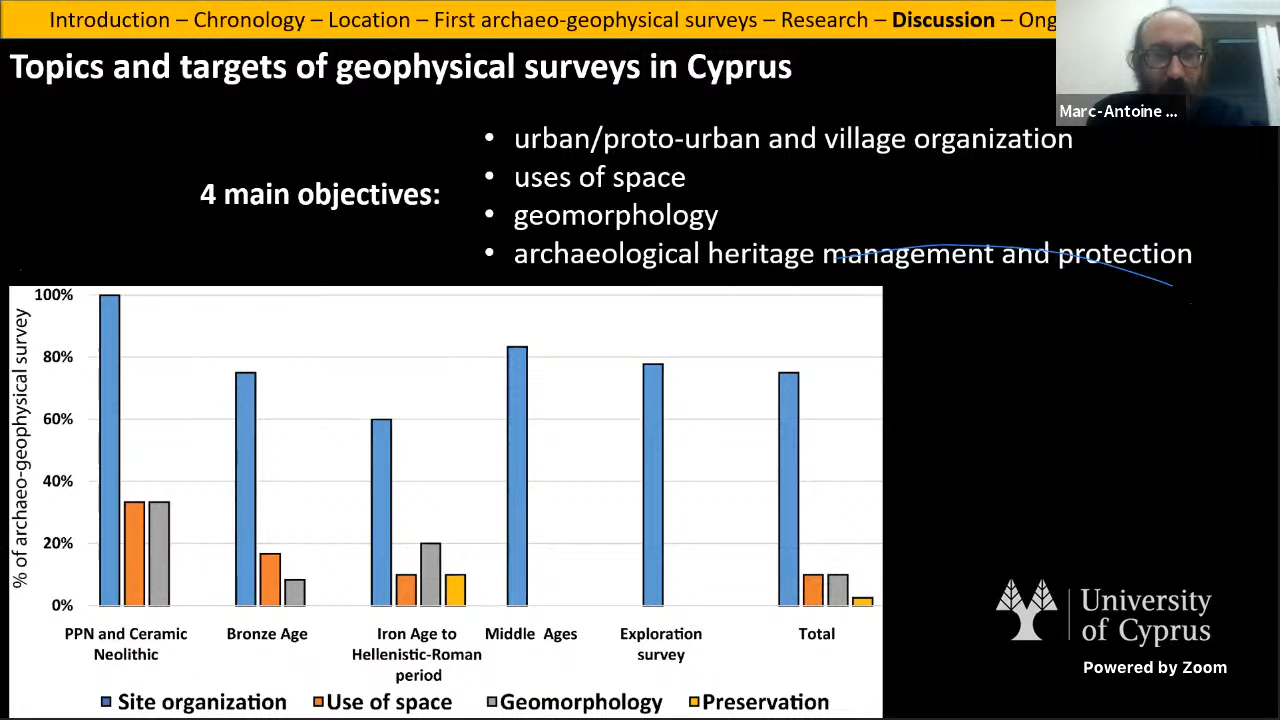 Introduction – Chronology – Location – First archaeo-geophysical surveys – Research – Discussion – Ong
Topics and targets of geophysical surveys in Cyprus
Marc-Antoine ...
4 main objectives:
• urban/proto-urban and village organization
• uses of space
• geomorphology
• archaeological heritage management and protection
% of archaeo-geophysical survey
100%
80%
60%
40%
20%
0%
PPN and Ceramic
Neolithic
Bronze Age
Iron Age to
Hellenistic-Roman
period
Middle Ages
Exploration
survey
Total
Site organization
Use of space
Geomorphology
Preservation
University
of Cyprus
Powered by Zoom